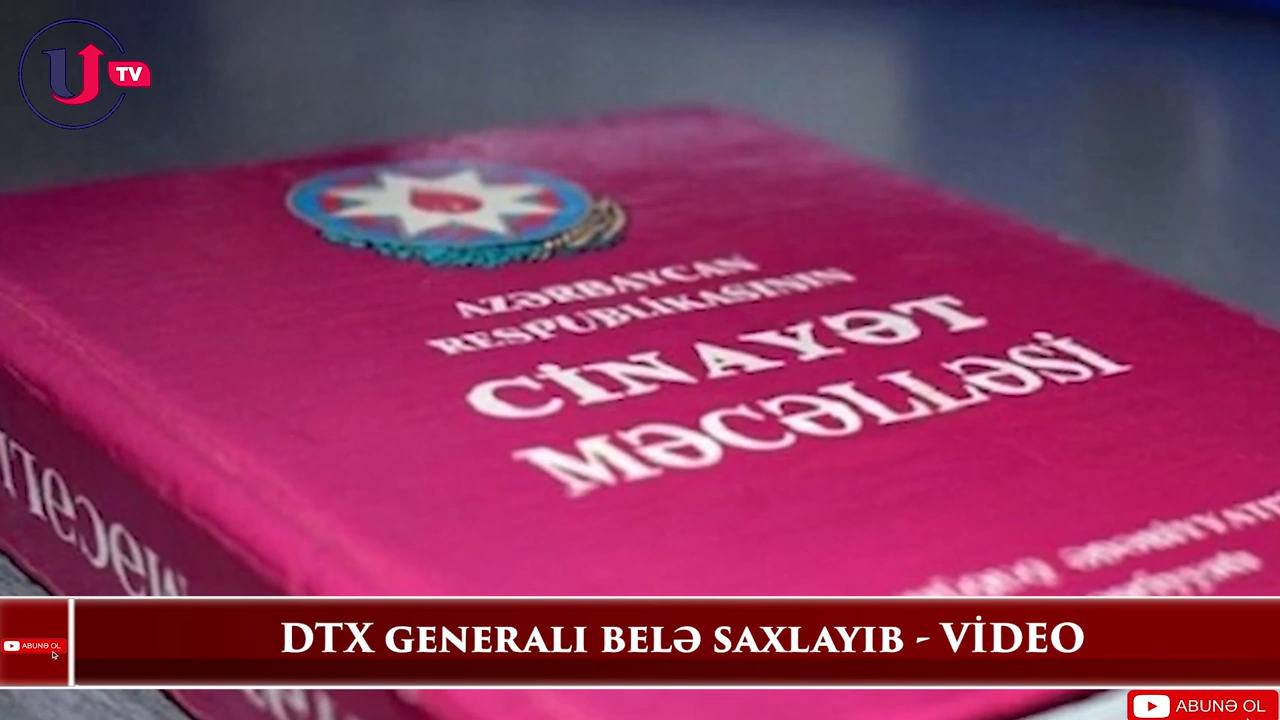 U TV
AZƏRBAYCAN
RESPUBLİKASININ
CİNAYƏT
MƏCƏLLƏSİ
DTX GENERALI BELƏ SAXLAYIB - VİDEO
ABUNƏ OL
ABUNƏ OL